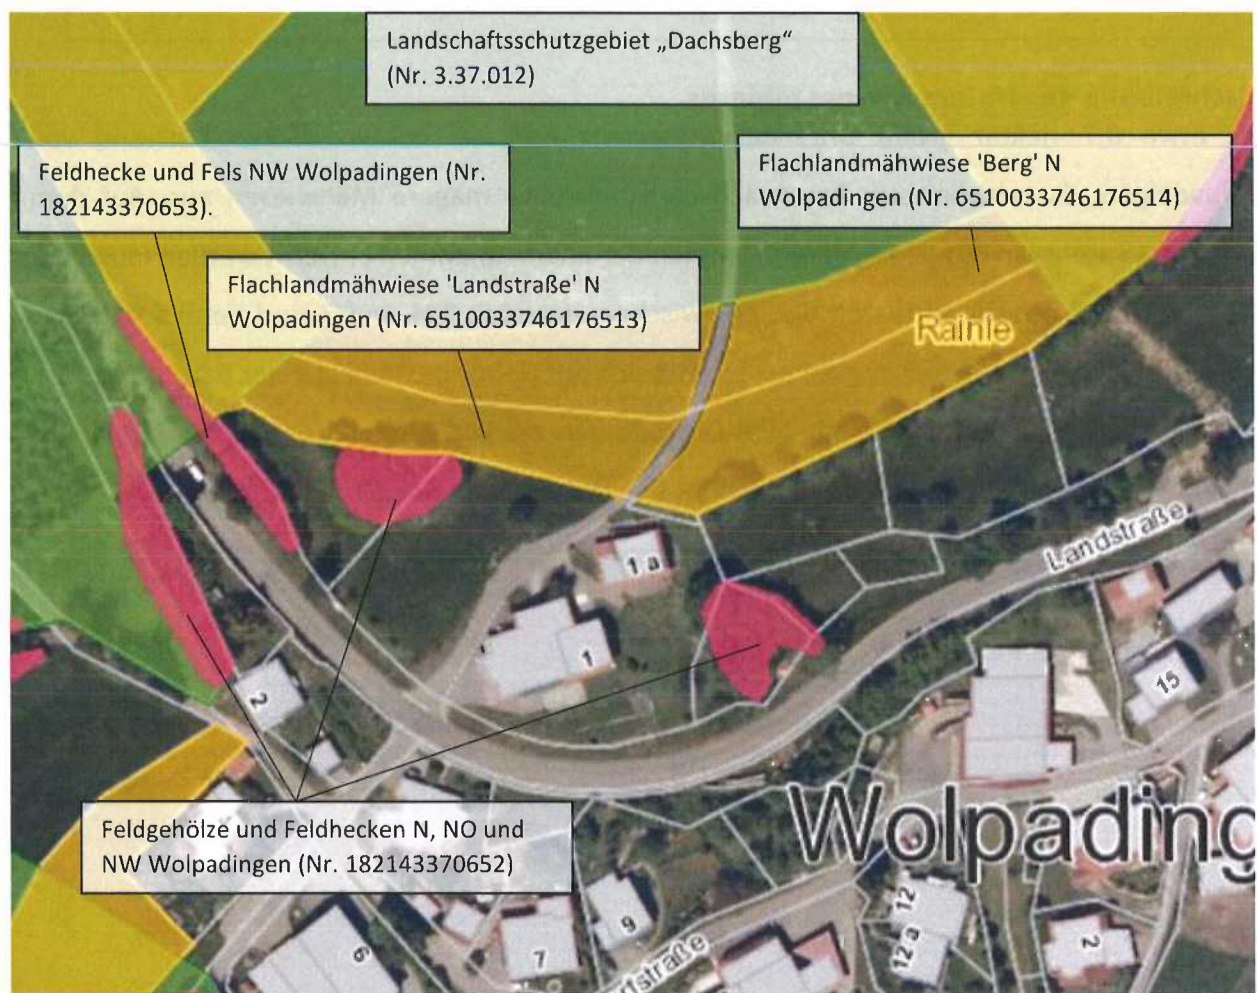 Landschaftsschutzgebiet „Dachsberg“
(Nr. 3.37.012)
Feldhecke und Fels NW Wolpadingen (Nr.
182143370653).
Flachlandmähwiese 'Berg' N
Wolpadingen (Nr. 6510033746176514)
Flachlandmähwiese 'Landstraße' N
Wolpadingen (Nr. 6510033746176513)
Rainle
Landstraße
1 a
1
2
15
Wolpading
Feldgehölze und Feldhecken N, NO und
NW Wolpadingen (Nr. 182143370652)
12
9
12 a
2
6
7
rfstraße